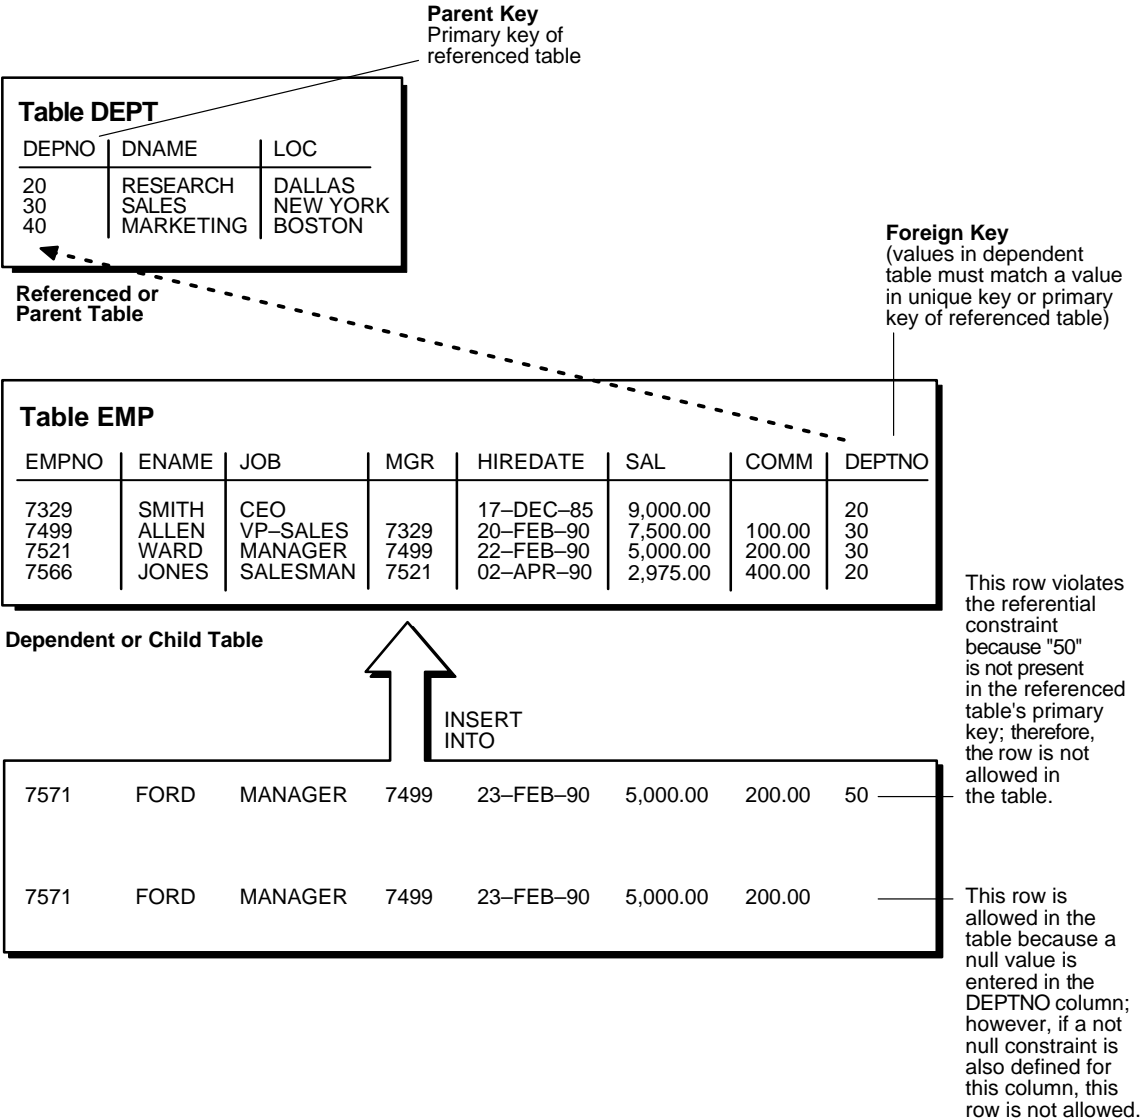 Parent Key
Primary key of
referenced table
Table DEPT
DEPNO DNAME LOC
20 RESEARCH DALLAS
30 SALES NEW YORK
40 MARKETING BOSTON
Referenced or
Parent Table
Foreign Key
(values in dependent
table must match a value
in unique key or primary
key of referenced table)
Table EMP
EMPNO ENAME JOB MGR HIREDATE SAL COMM DEPTNO
7329 SMITH CEO 17–DEC–85 9,000.00 20
7499 ALLEN VP–SALES 7329 20–FEB–90 7,500.00 100.00 30
7521 WARD MANAGER 7499 22–FEB–90 5,000.00 200.00 30
7566 JONES SALESMAN 7521 02–APR–90 2,975.00 400.00 20
Dependent or Child Table
INSERT
INTO
This row violates
the referential
constraint
because "50"
is not present
in the referenced
table's primary
key; therefore,
the row is not
allowed in
the table.
7571 FORD MANAGER 7499 23–FEB–90 5,000.00 200.00 50
7571 FORD MANAGER 7499 23–FEB–90 5,000.00 200.00
This row is
allowed in the
table because a
null value is
entered in the
DEPTNO column;
however, if a not
null constraint is
also defined for
this column, this
row is not allowed.